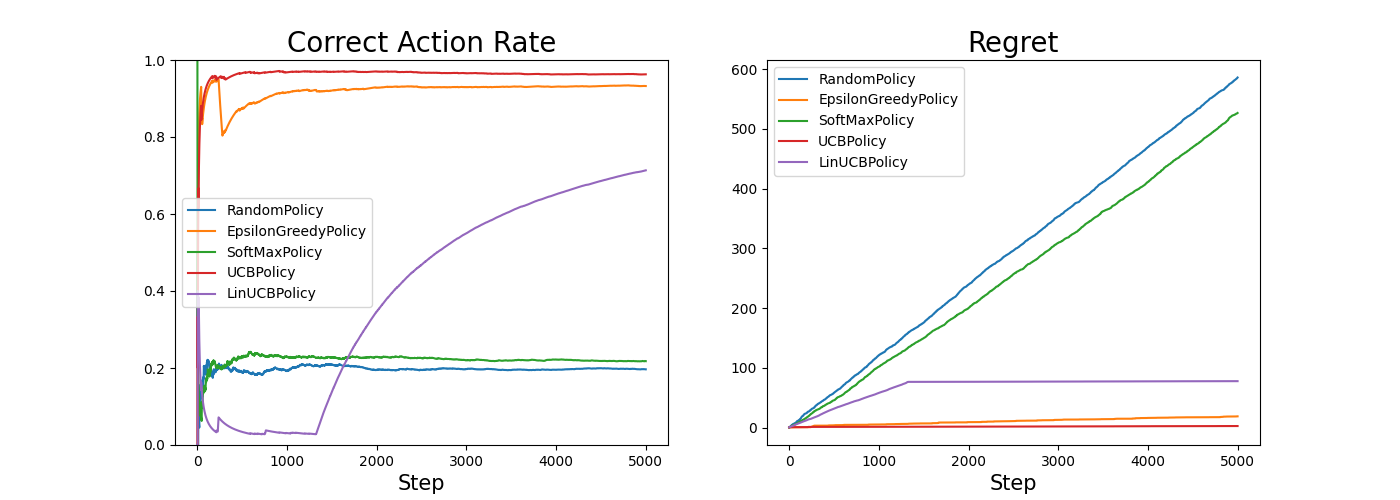 Correct Action Rate
1.0
0.8
0.6
0.4
0.2
0.0
RandomPolicy
EpsilonGreedyPolicy
SoftMaxPolicy
UCBPolicy
LinUCBPolicy
0 1000 2000 3000 4000 5000
Step
Regret
600
500
400
300
200
100
0
RandomPolicy
EpsilonGreedyPolicy
SoftMaxPolicy
UCBPolicy
LinUCBPolicy
0 1000 2000 3000 4000 5000
Step